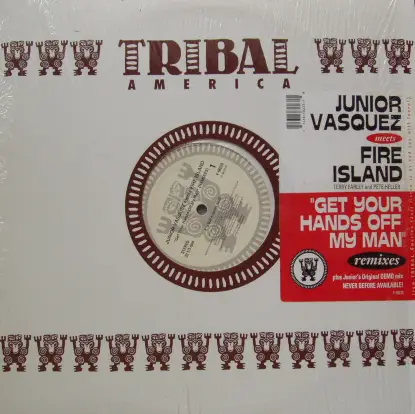 TRIBAL
AMERICA
JUNIOR
VASQUEZ
meets
FIRE
ISLAND
TERRY FARLEY and PETE HELLER
"GET YOUR
HANDS OFF
MY MAN"
remixes
plus Junior's Original DEMO mix
NEVER BEFORE AVAILABLE!
1